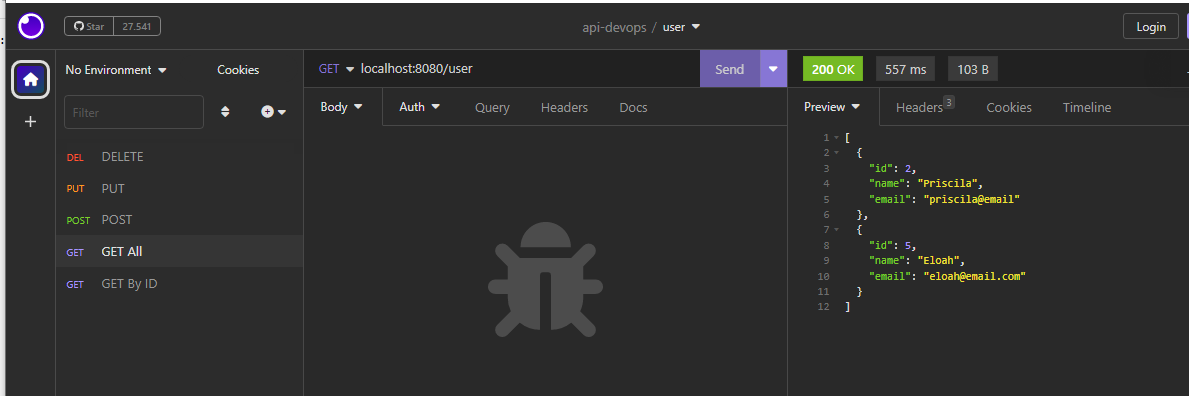 Star 27.541
api-devops / user
Login
No Environment
Cookies
Filter
DEL DELETE
PUT PUT
POST POST
GET GET All
GET GET By ID
GET localhost:8080/user
Send
Body
Auth
Query
Headers
Docs
200 OK
557 ms
103 B
Preview
Headers 3
Cookies
Timeline
1 [
2 {
3 "id": 2,
4 "name": "Priscila",
5 "email": "priscila@email"
6 },
7 {
8 "id": 5,
9 "name": "Eloah",
10 "email": "eloah@email.com"
11 }
12 ]